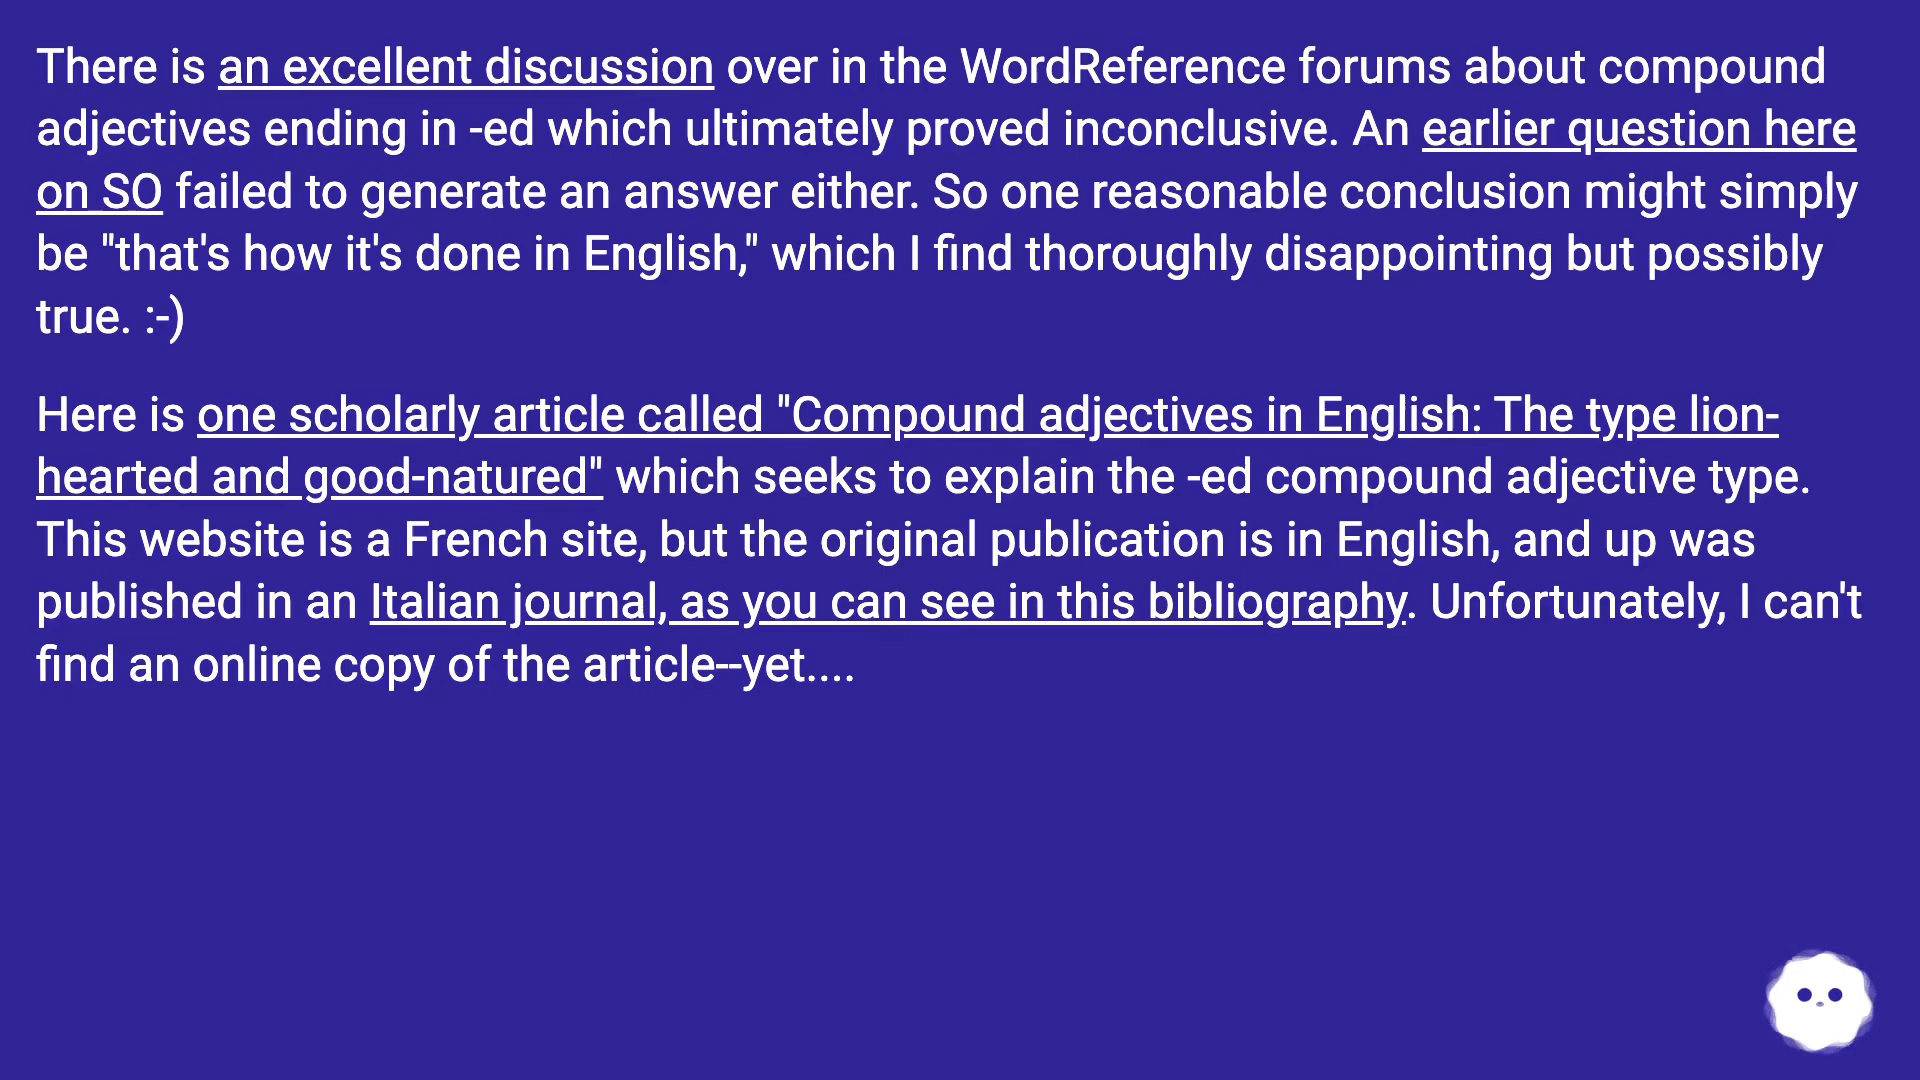 There is an excellent discussion over in the WordReference forums about compound
adjectives ending in -ed which ultimately proved inconclusive. An earlier question here
on SO failed to generate an answer either. So one reasonable conclusion might simply
be "that's how it's done in English," which I find thoroughly disappointing but possibly
true. :-)
Here is one scholarly article called "Compound adjectives in English: The type lion-
hearted and good-natured" which seeks to explain the -ed compound adjective type.
This website is a French site, but the original publication is in English, and up was
published in an Italian journal, as you can see in this bibliography. Unfortunately, I can't
find an online copy of the article--yet....